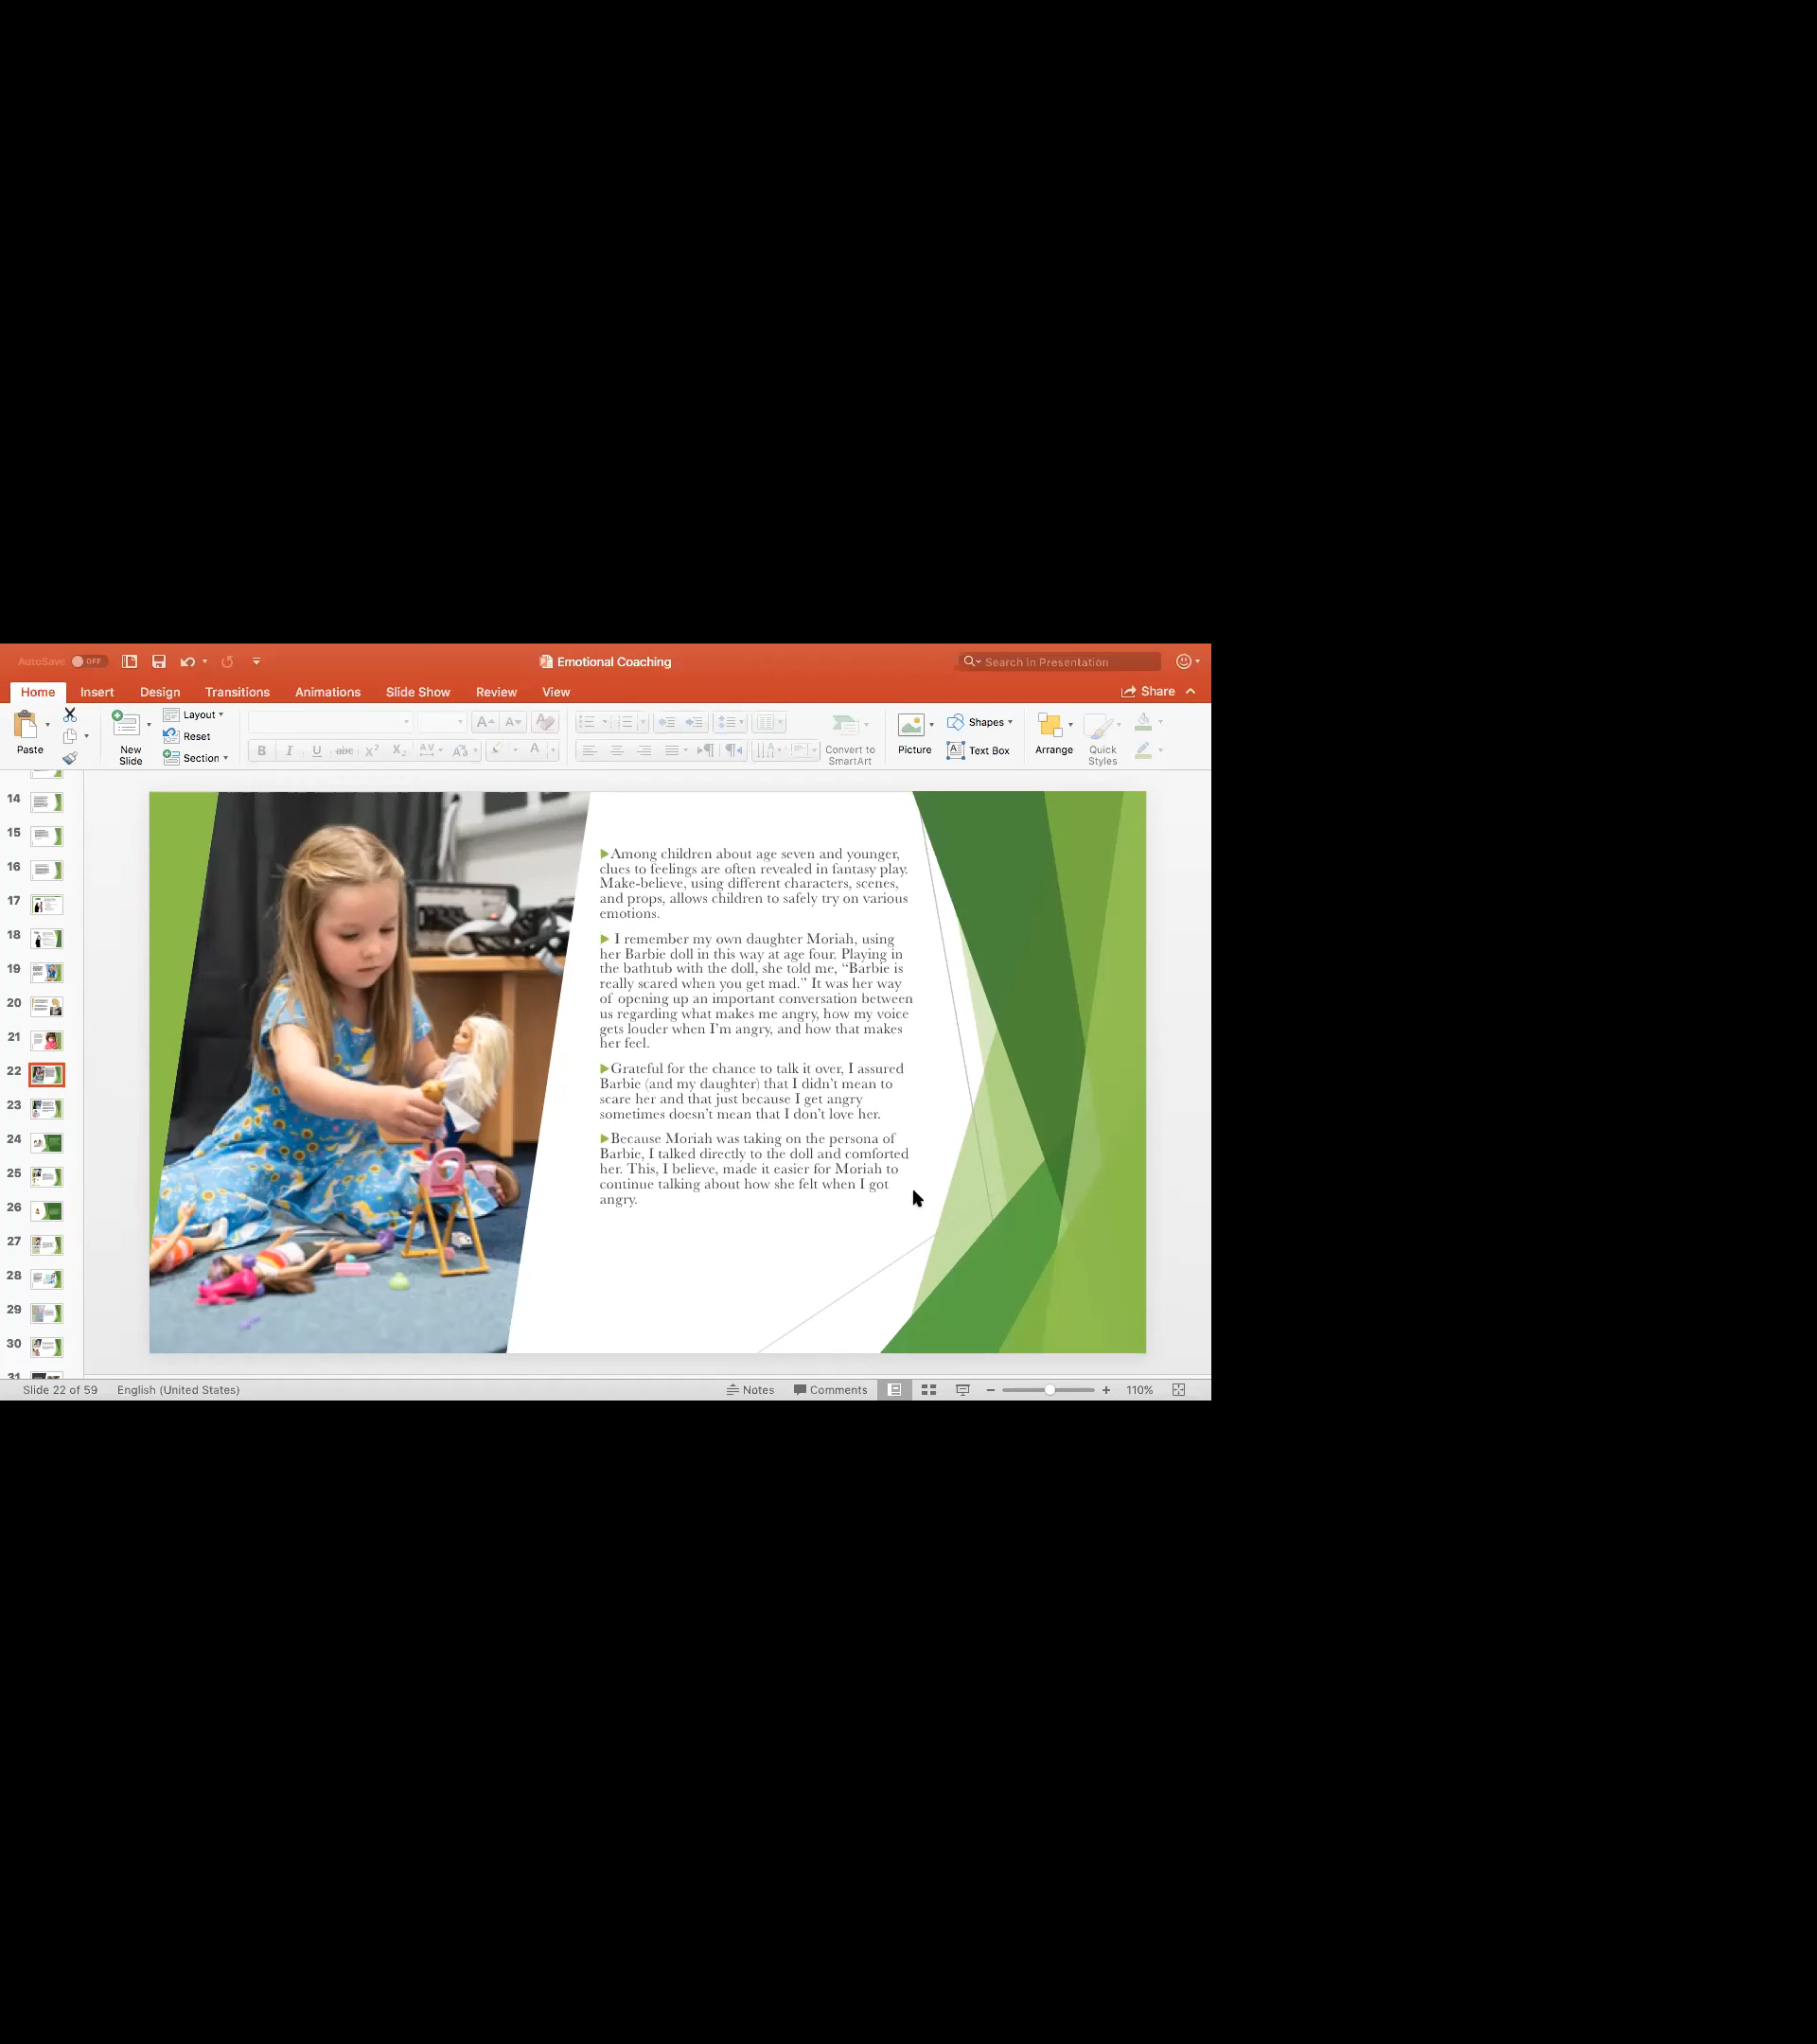 AutoSave OFF
Emotional Coaching
Search in Presentation
Home Insert Design Transitions Animations Slide Show Review View
Share
Paste
New
Slide
Layout
Reset
Section
B I U abc X² X₂ AV Aa A
Convert to
SmartArt
Picture
Shapes
Text Box
Arrange
Quick
Styles
14
15
16
17
18
19
20
21
22
23
24
25
26
27
28
29
30
31
▶Among children about age seven and younger,
clues to feelings are often revealed in fantasy play.
Make-believe, using different characters, scenes,
and props, allows children to safely try on various
emotions.
▶ I remember my own daughter Moriah, using
her Barbie doll in this way at age four. Playing in
the bathtub with the doll, she told me, “Barbie is
really scared when you get mad.” It was her way
of opening up an important conversation between
us regarding what makes me angry, how my voice
gets louder when I’m angry, and how that makes
her feel.
▶Grateful for the chance to talk it over, I assured
Barbie (and my daughter) that I didn’t mean to
scare her and that just because I get angry
sometimes doesn’t mean that I don’t love her.
▶Because Moriah was taking on the persona of
Barbie, I talked directly to the doll and comforted
her. This, I believe, made it easier for Moriah to
continue talking about how she felt when I got
angry.
Slide 22 of 59 English (United States)
Notes Comments 110%